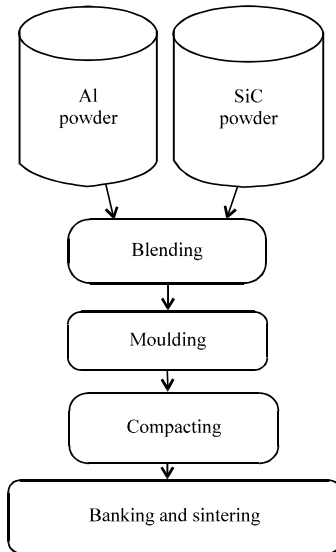 Al
powder
SiC
powder
Blending
Moulding
Compacting
Banking and sintering